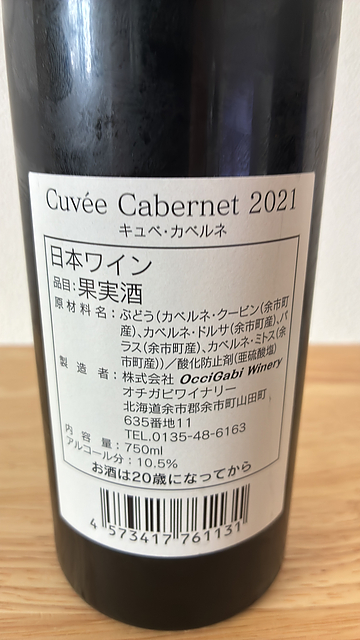 Cuvée Cabernet 2021
キュベ・カベルネ
日本ワイン
品目:果実酒
原材料名:ぶどう(カベルネ・クービン(余市町
産)、カベルネ・ドルサ(余市町産)、パ
ラス(余市町産)、カベルネ・ミトス(余
市町産))／酸化防止剤(亜硫酸塩)
製造者:株式会社 OcciGabi Winery
オチガビワイナリー
北海道余市郡余市町山田町
635番地11
TEL.0135-48-6163
内容量:750ml
アルコール分:10.5%
お酒は20歳になってから
4 573417 761131